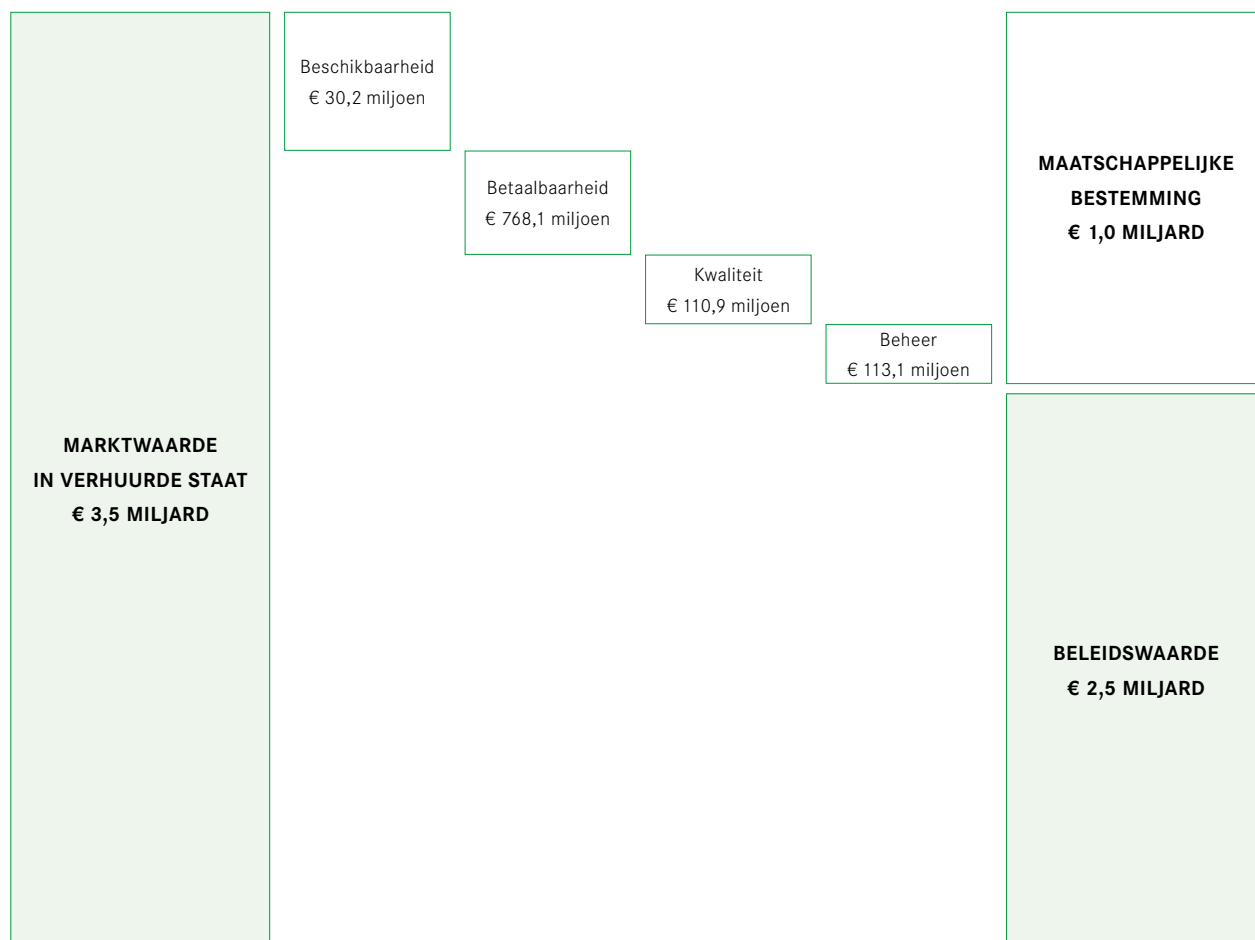 Beschikbaarheid
€ 30,2 miljoen
Betaalbaarheid
€ 768,1 miljoen
Kwaliteit
€ 110,9 miljoen
Beheer
€ 113,1 miljoen
MAATSCHAPPELIJKE
BESTEMMING
€ 1,0 MILJARD
MARKTWAARDE
IN VERHUURDE STAAT
€ 3,5 MILJARD
BELEIDSWAARDE
€ 2,5 MILJARD